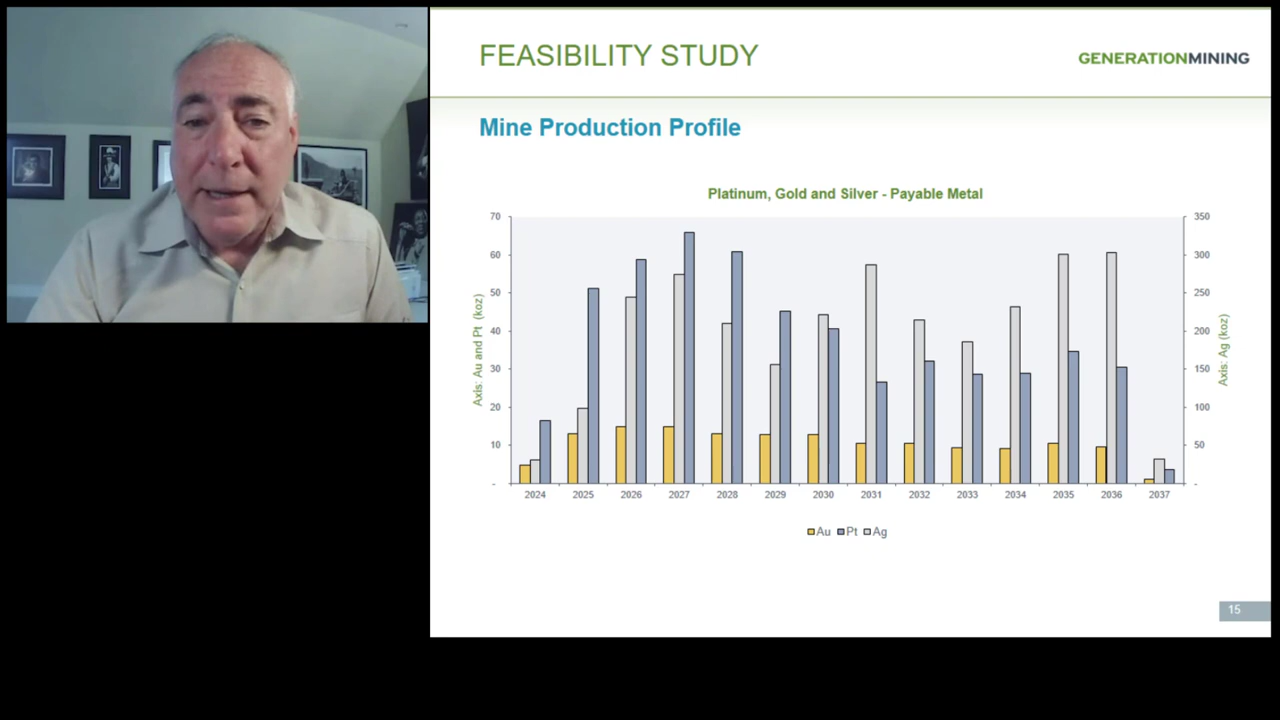 FEASIBILITY STUDY
GENERATIONMINING
Mine Production Profile
Platinum, Gold and Silver - Payable Metal
70
60
50
40
30
20
10
-
Axis: Au and Pt (koz)
350
300
250
200
150
100
50
-
Axis: Ag (koz)
2024 2025 2026 2027 2028 2029 2030 2031 2032 2033 2034 2035 2036 2037
Au Pt Ag
15